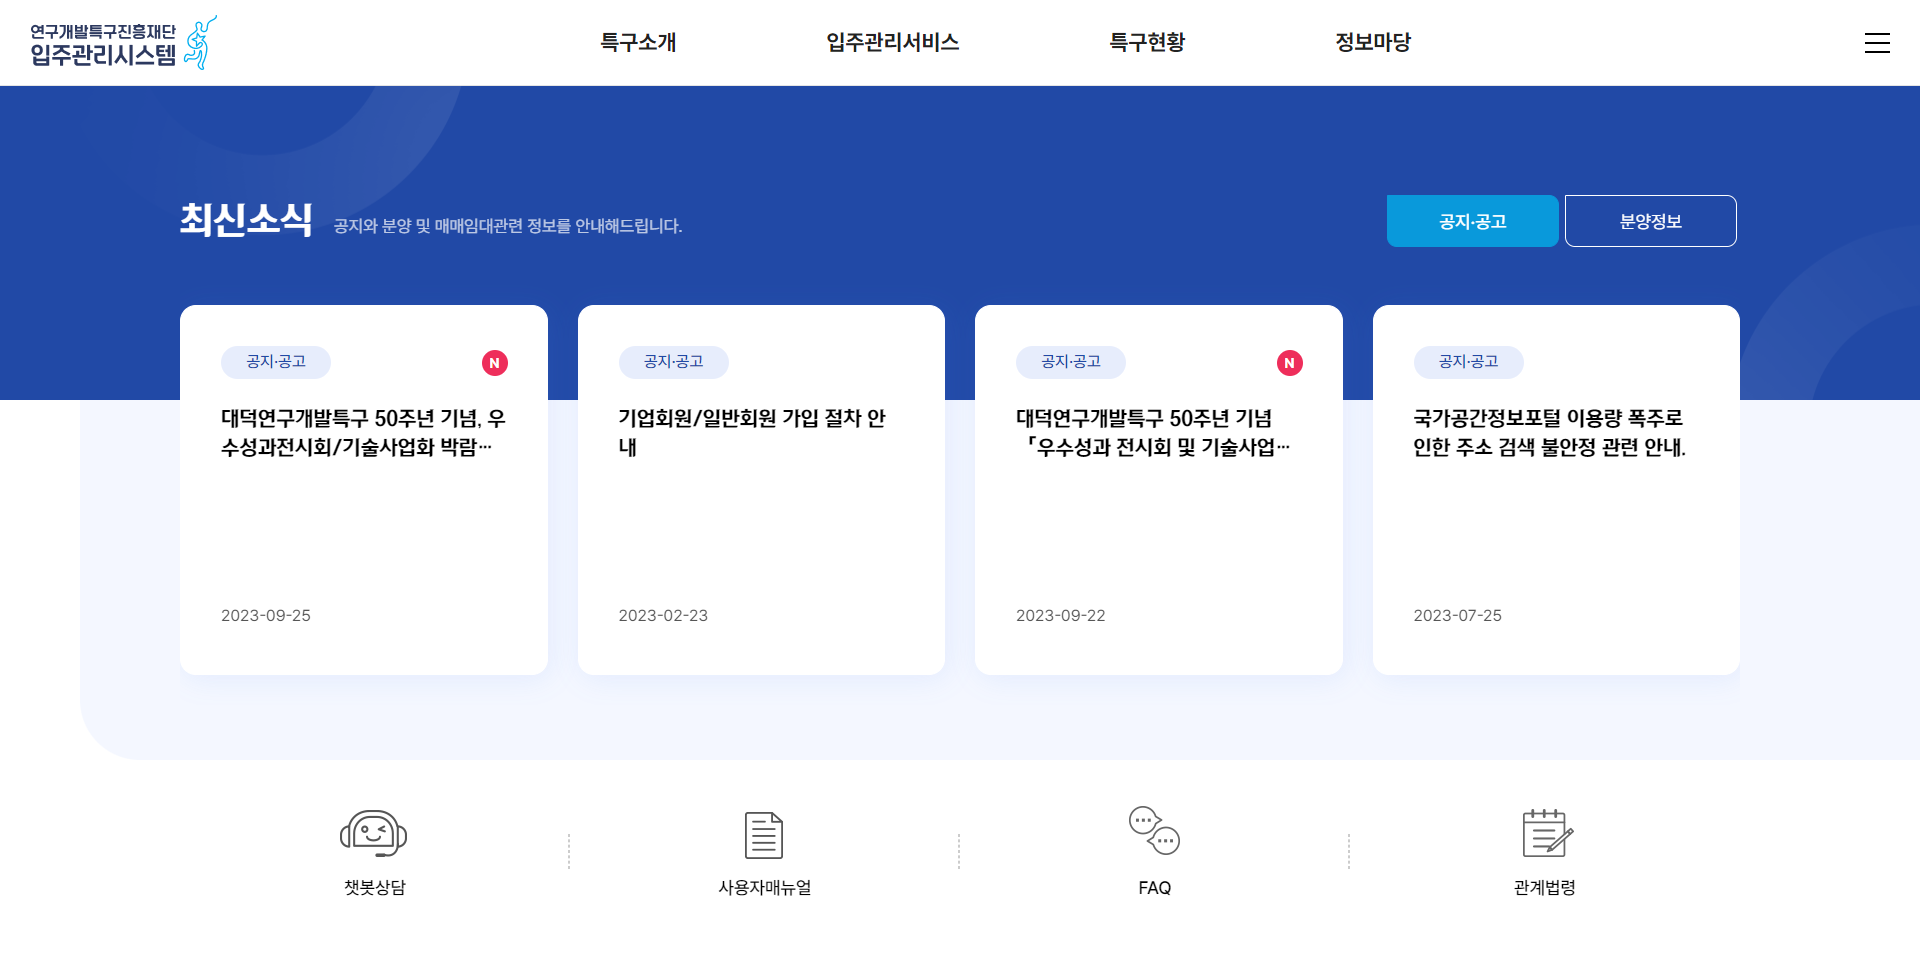 연구개발특구진흥재단
입주관리시스템
특구소개
입주관리서비스
특구현황
정보마당
최신소식
공지와 분양 및 매매임대관련 정보를 안내해드립니다.
공지·공고
분양정보
공지·공고
N
대덕연구개발특구 50주년 기념, 우
수성과전시회/기술사업화 박람…
2023-09-25
공지·공고
기업회원/일반회원 가입 절차 안
내
2023-02-23
공지·공고
N
대덕연구개발특구 50주년 기념
「우수성과 전시회 및 기술사업…
2023-09-22
공지·공고
국가공간정보포털 이용량 폭주로
인한 주소 검색 불안정 관련 안내.
2023-07-25
챗봇상담
사용자매뉴얼
FAQ
관계법령